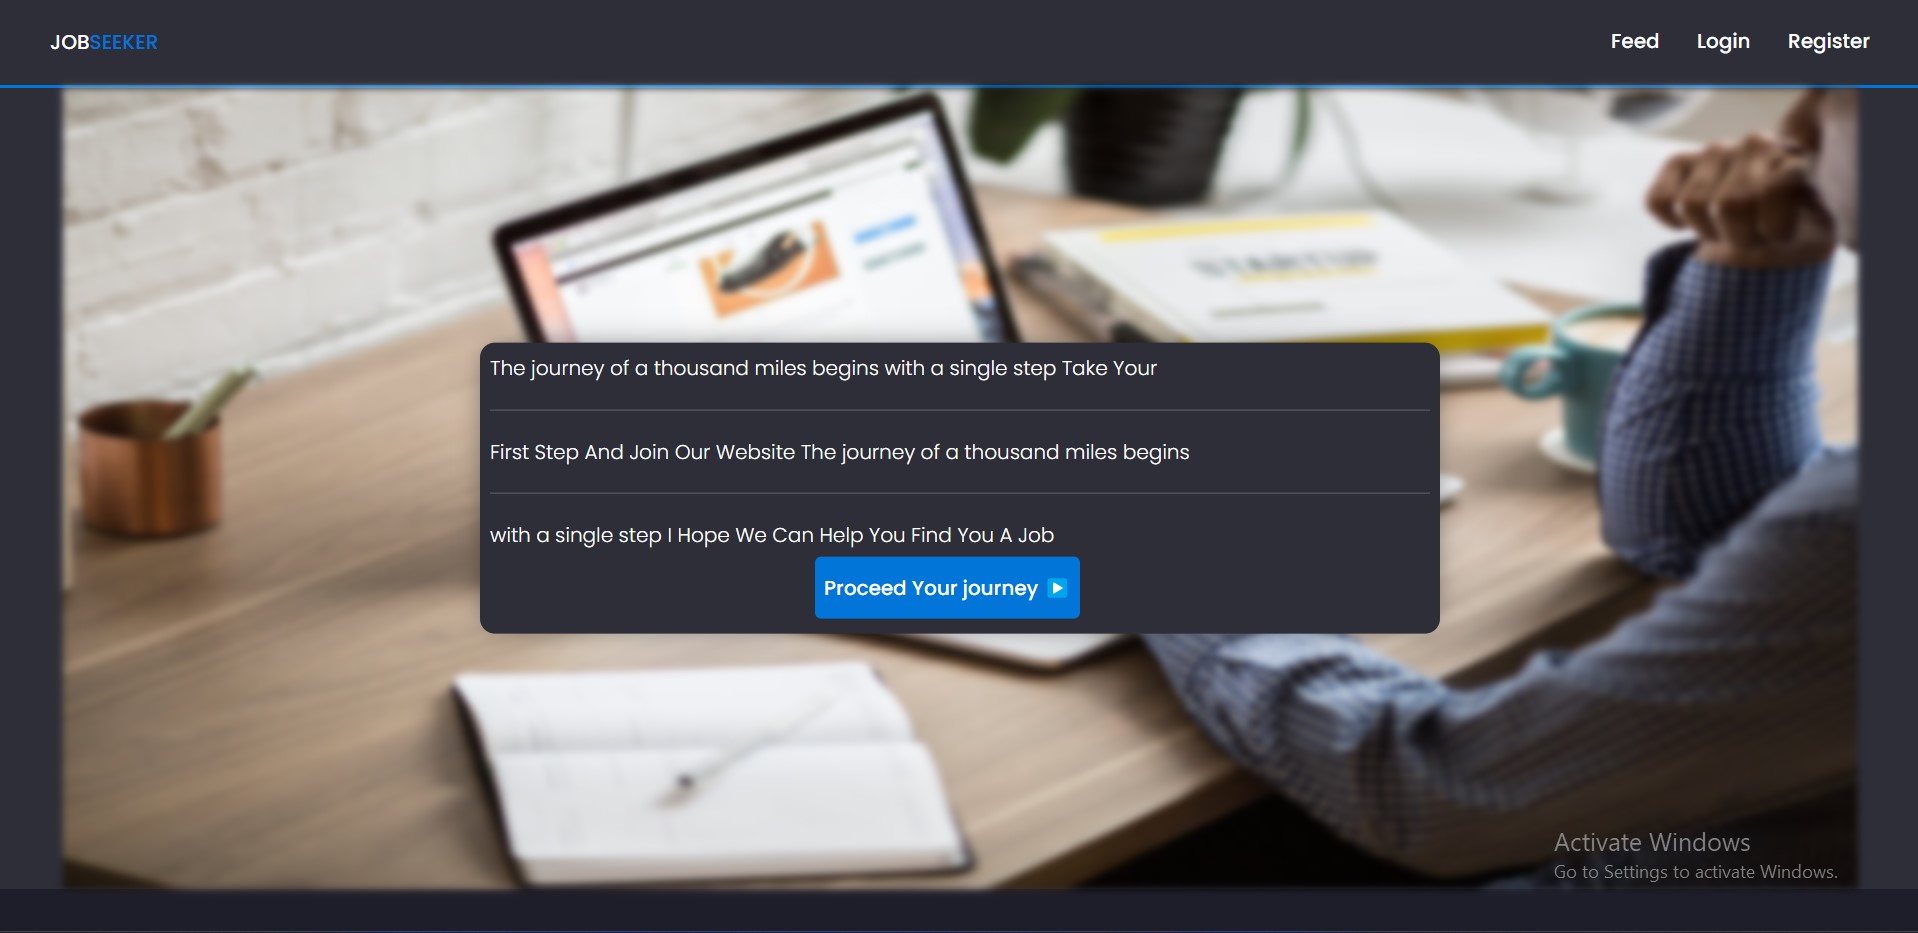 JOBSEEKER
Feed Login Register
The journey of a thousand miles begins with a single step Take Your
First Step And Join Our Website The journey of a thousand miles begins
with a single step I Hope We Can Help You Find You A Job
Proceed Your journey ▶️
Activate Windows
Go to Settings to activate Windows.